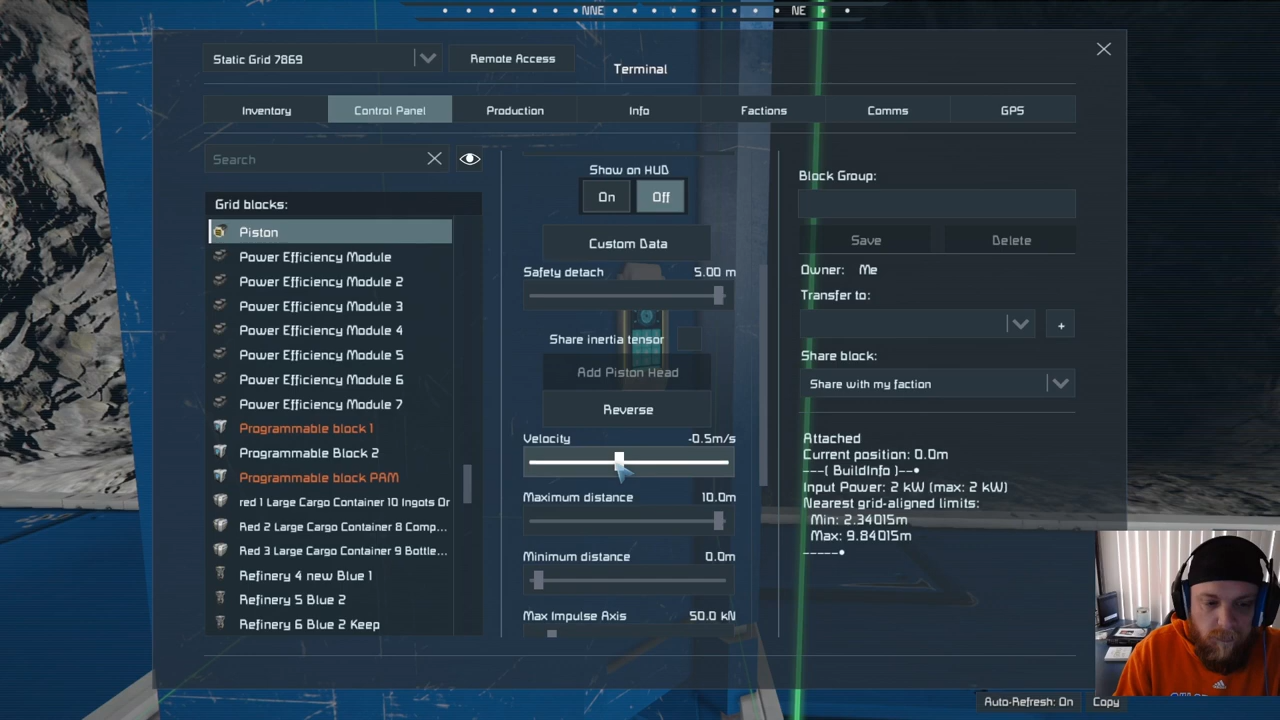 NNE
NE
Static Grid 7869
Remote Access
Terminal
Inventory
Control Panel
Production
Info
Factions
Comms
GPS
Search
Grid blocks:
Piston
Power Efficiency Module
Power Efficiency Module 2
Power Efficiency Module 3
Power Efficiency Module 4
Power Efficiency Module 5
Power Efficiency Module 6
Power Efficiency Module 7
Programmable block 1
Programmable Block 2
Programmable block PAM
red 1 Large Cargo Container 10 Ingots Or
Red 2 Large Cargo Container 8 Comp...
Red 3 Large Cargo Container 9 Bottle...
Refinery 4 new Blue 1
Refinery 5 Blue 2
Refinery 6 Blue 2 Keep
Show on HUD
On
Off
Custom Data
Safety detach 5.00 m
Share inertia tensor
Add Piston Head
Reverse
Velocity -0.5m/s
Maximum distance 10.0m
Minimum distance 0.0m
Max Impulse Axis 50.0 kN
Block Group:
Save
Delete
Owner: Me
Transfer to:
+
Share block:
Share with my faction
Attached
Current position: 0.0m
---( BuildInfo )--•
Input Power: 2 kW (max: 2 kW)
Nearest grid-aligned limits:
Min: 2.34015m
Max: 9.84015m
-----•
Auto-Refresh: On
Copy